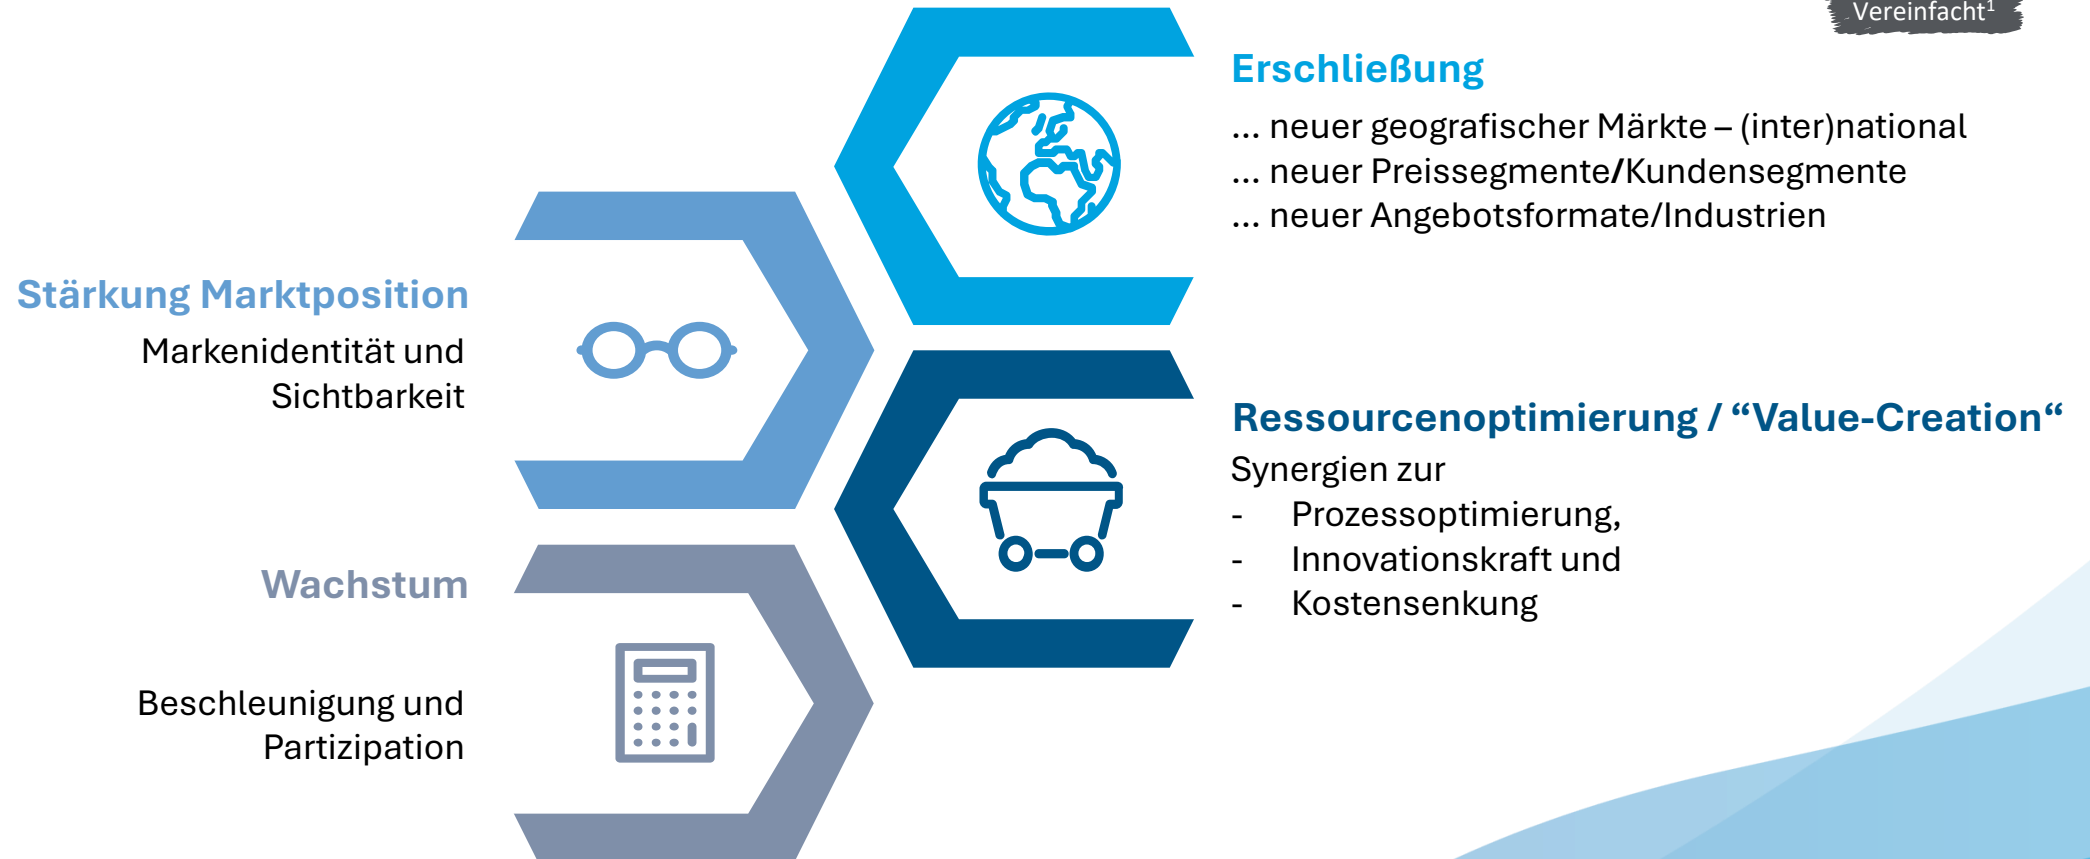 Vereinfacht¹
Erschließung
... neuer geografischer Märkte – (inter)national
... neuer Preissegmente/Kundensegmente
... neuer Angebotsformate/Industrien
Stärkung Marktposition
Markenidentität und
Sichtbarkeit
Ressourcenoptimierung / “Value-Creation“
Synergien zur
- Prozessoptimierung,
- Innovationskraft und
- Kostensenkung
Wachstum
Beschleunigung und
Partizipation